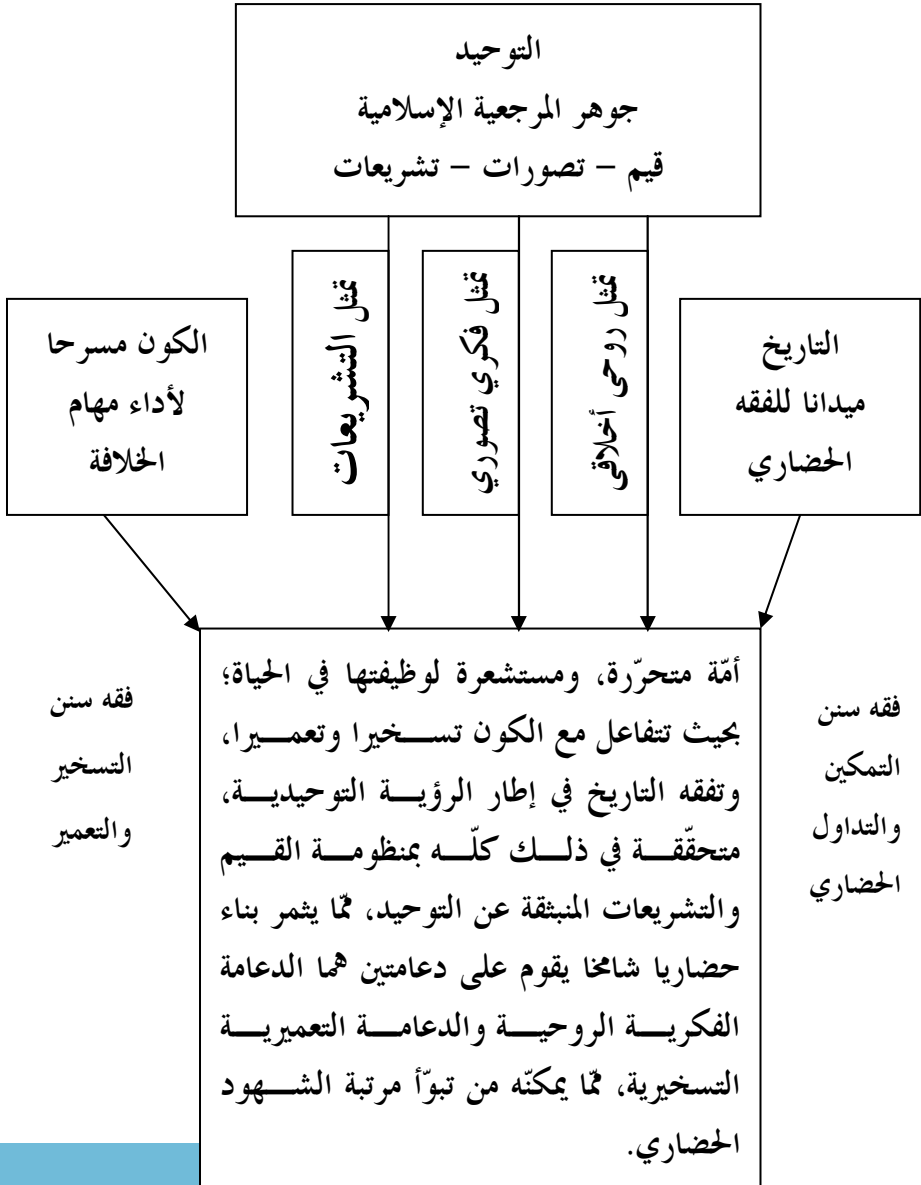 التوحيد
جوهر المرجعية الإسلامية
قيم – تصورات – تشريعات
التاريخ
ميدانا للفقه
الحضاري
تمثل روحي أخلاقي
تمثل فكري تصوري
تمثل التشريعات
الكون مسرحا
لأداء مهام
الخلافة
فقه سنن
التمكين
والتداول
الحضاري
أمّة متحرّرة، ومستشعرة لوظيفتها في الحياة؛
بحيث تتفاعل مع الكون تسخيرا وتعميرا،
وتفقه التاريخ في إطار الرؤية التوحيدية،
متحقّقة في ذلك كلّه بمنظومة القيم
والتشريعات المنبثقة عن التوحيد، ممّا يثمر بناء
حضاريا شامخا يقوم على دعامتين هما الدعامة
الفكرية الروحية والدعامة التعميرية
التسخيرية، ممّا يمكنّه من تبوّأ مرتبة الشهود
الحضاري.
فقه سنن
التسخير
والتعمير